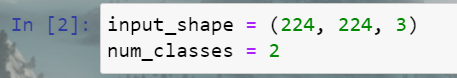 In [2]: input_shape = (224, 224, 3)
num_classes = 2